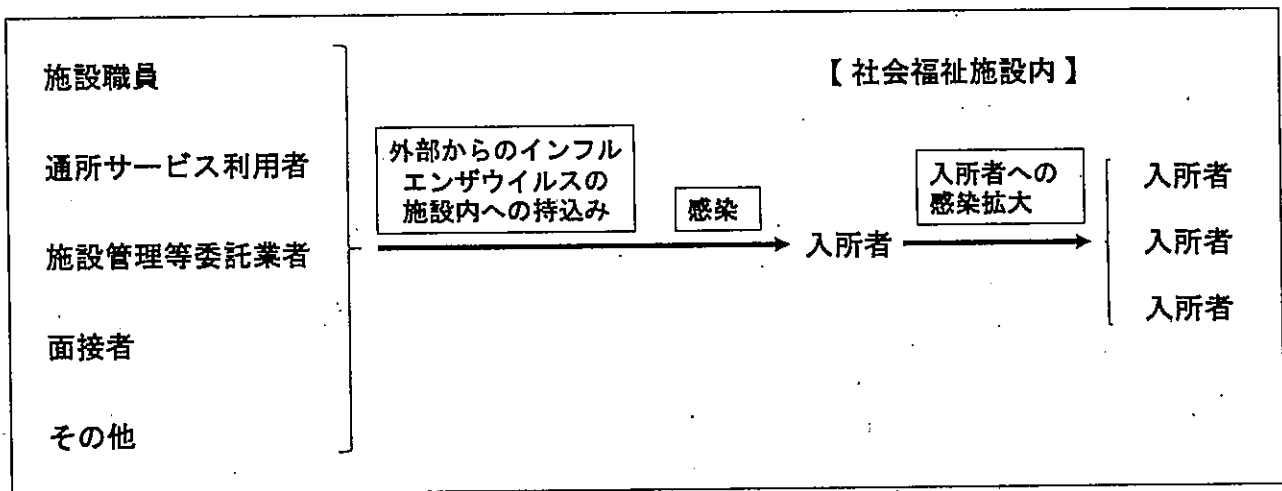 施設職員
通所サービス利用者
施設管理等委託業者
面接者
その他
外部からのインフル
エンザウイルスの
施設内への持込み
感染
【 社会福祉施設内 】
入所者
入所者への
感染拡大
入所者
入所者
入所者